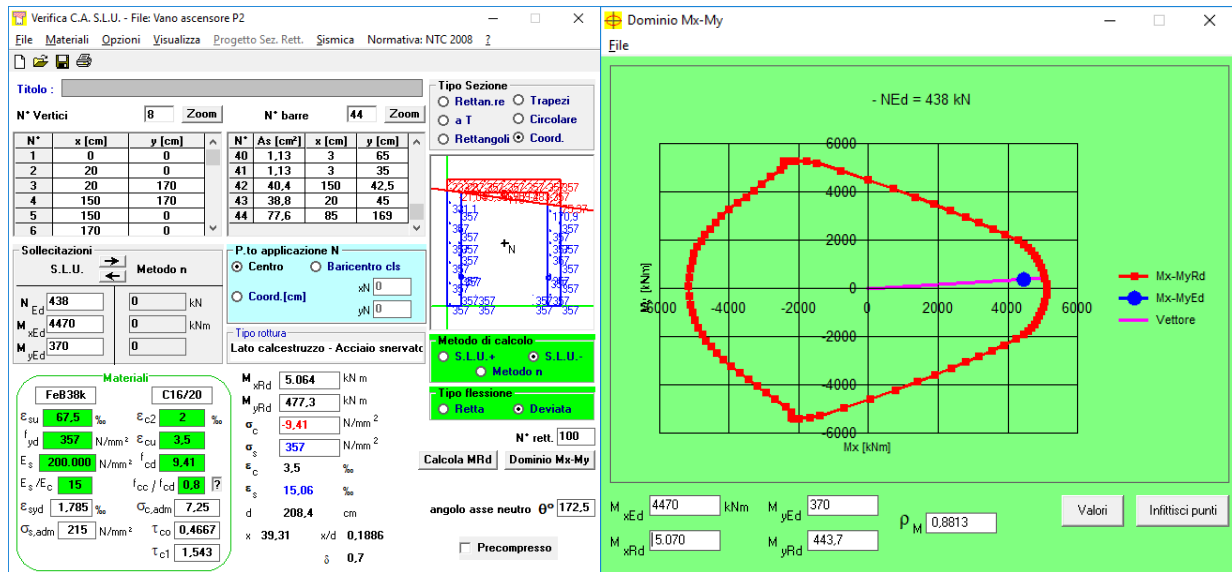 Verifica C.A. S.L.U. - File: Vano ascensore P2
File Materiali Opzioni Visualizza Progetto Sez. Rett. Sismica Normativa: NTC 2008 ?
Titolo :
N° Vertici 8 Zoom N° barre 44 Zoom
N° x [cm] y [cm]
1 0 0
2 20 0
3 20 170
4 150 170
5 150 0
6 170 0
N° As [cm²] x [cm] y [cm]
40 1,13 3 65
41 1,13 3 35
42 40,4 150 42,5
43 38,8 20 45
44 77,6 85 169
Tipo Sezione
Rettan.re Trapezi
a T Circolare
Rettangoli Coord.
N
Sollecitazioni
S.L.U. Metodo n
N Ed 438 0 kN
M xEd 4470 0 kNm
M yEd 370 0
P.to applicazione N
Centro Baricentro cls
Coord.[cm] xN 0
yN 0
Tipo rottura
Lato calcestruzzo - Acciaio snervato
Metodo di calcolo
S.L.U.+ S.L.U.-
Metodo n
Tipo flessione
Retta Deviata
N° rett. 100
Calcola MRd Dominio Mx-My
angolo asse neutro θ° 172,5
Precompresso
Materiali
FeB38k C16/20
εsu 67,5 ‰ εc2 2 ‰
fyd 357 N/mm² εcu 3,5
Es 200.000 N/mm² fcd 9,41
Es /Ec 15 fcc / fcd 0,8 ?
εsyd 1,785 ‰ σc,adm 7,25
σs,adm 215 N/mm² τco 0,4667
τc1 1,543
M xRd 5.064 kN m
M yRd 477,3 kN m
σc -9,41 N/mm²
σs 357 N/mm²
εc 3,5 ‰
εs 15,06 ‰
d 208,4 cm
x 39,31 x/d 0,1886
δ 0,7
Dominio Mx-My
File
- NEd = 438 kN
6000
4000
2000
0
-2000
-4000
-6000
-4000 -2000 0 2000 4000 6000
Mx [kNm]
Mx-MyRd
Mx-MyEd
Vettore
M xEd 4470 kNm M yEd 370
M xRd 5.070 M yRd 443,7
ρM 0,8813
Valori Infittisci punti